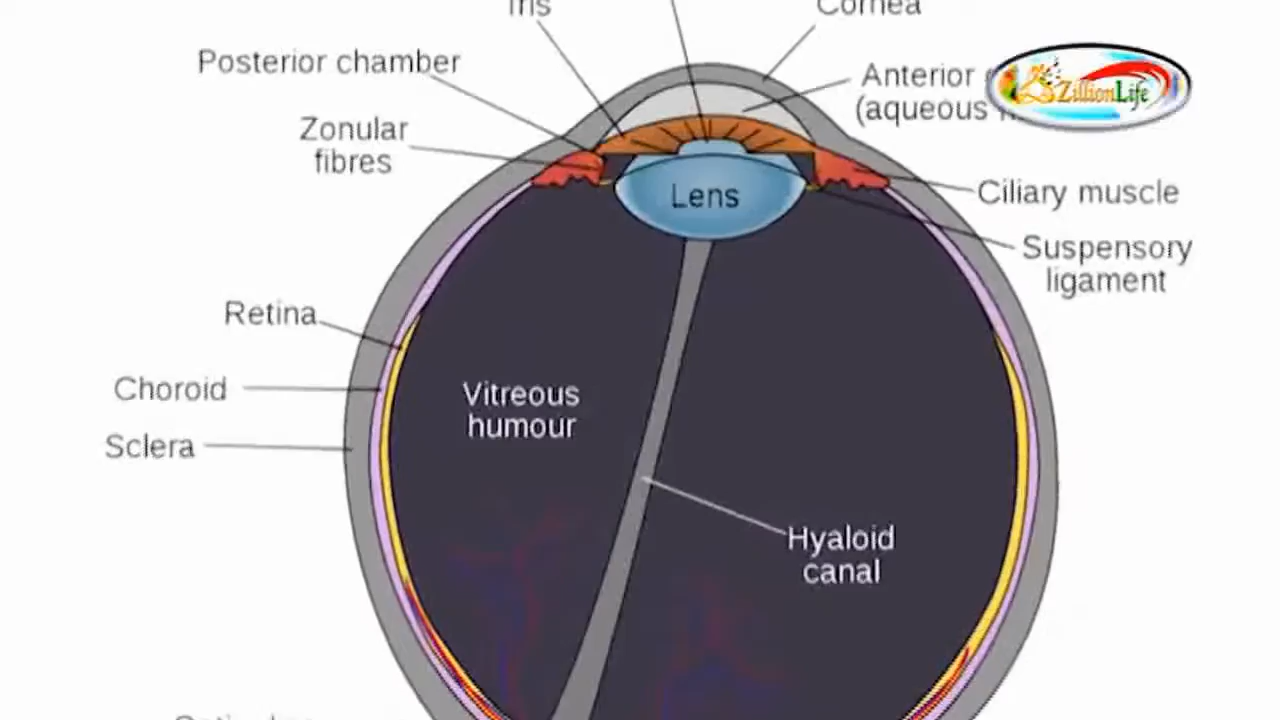 Iris
Cornea
Posterior chamber
Anterior
(aqueous
ZillionLife
Zonular
fibres
Lens
Ciliary muscle
Suspensory
ligament
Retina
Choroid
Vitreous
humour
Sclera
Hyaloid
canal